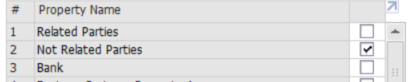 # Property Name
1 Related Parties
2 Not Related Parties
3 Bank